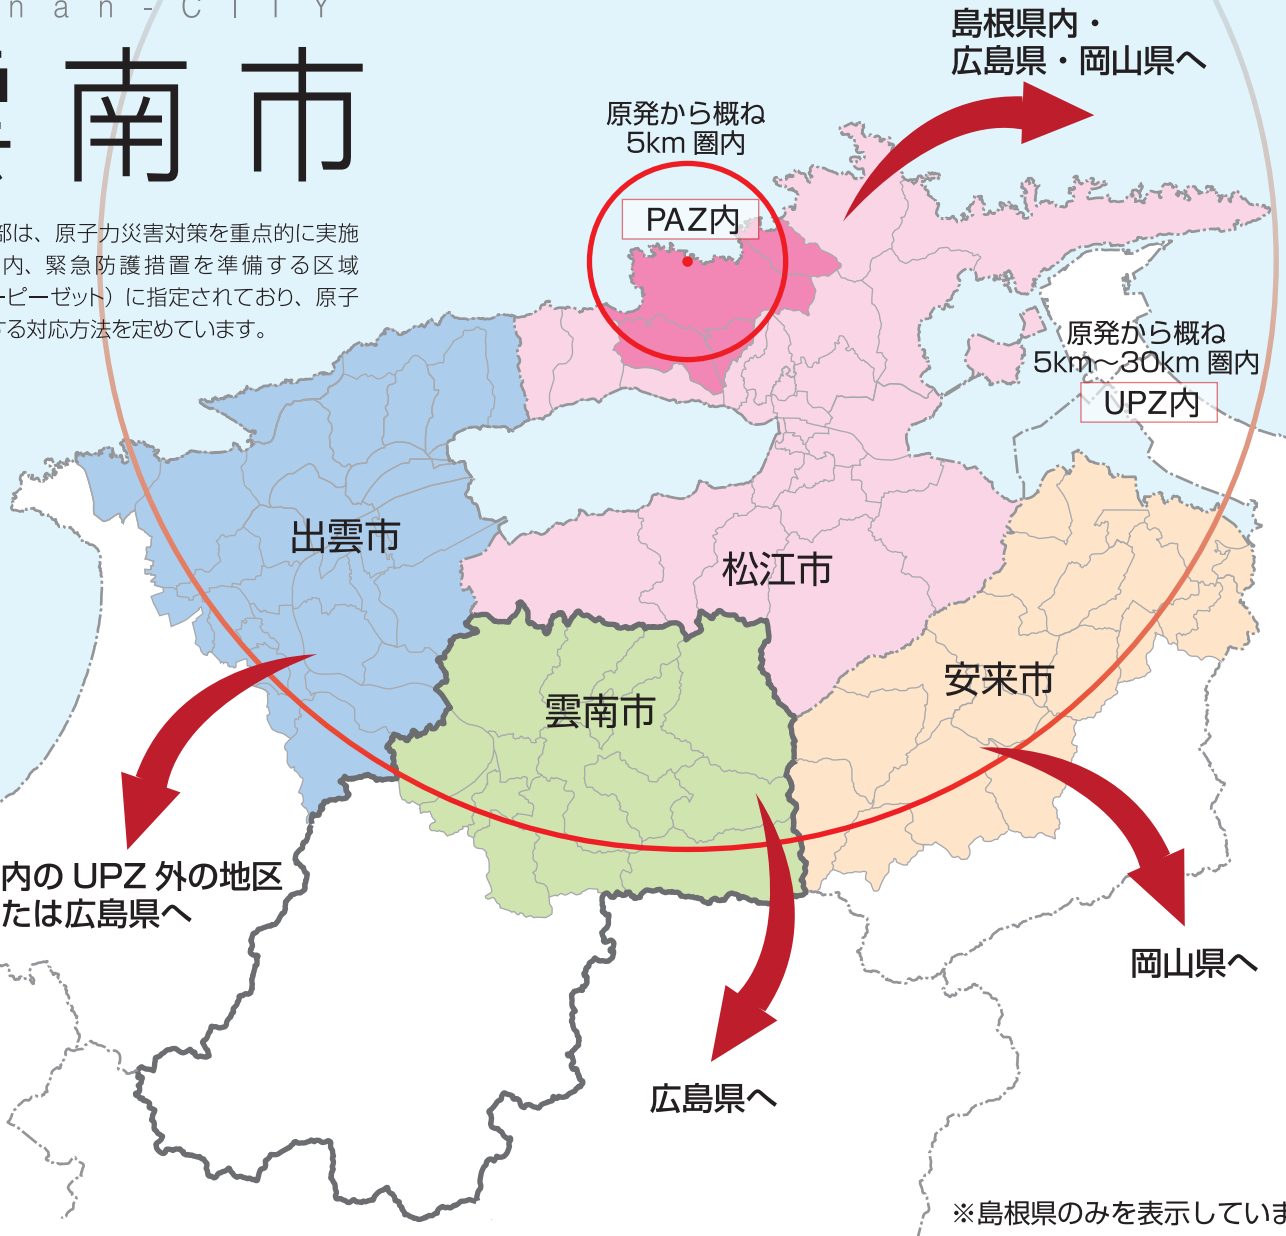 nan-CITY
南市
部は、原子力災害対策を重点的に実施
内、緊急防護措置を準備する区域
ーピーゼット）に指定されており、原子
する対応方法を定めています。
島根県内・
広島県・岡山県へ
原発から概ね
5km 圏内
PAZ内
原発から概ね
5km～30km 圏内
UPZ内
出雲市
松江市
安来市
雲南市
内の UPZ 外の地区
たは広島県へ
岡山県へ
広島県へ
※島根県のみを表示していま